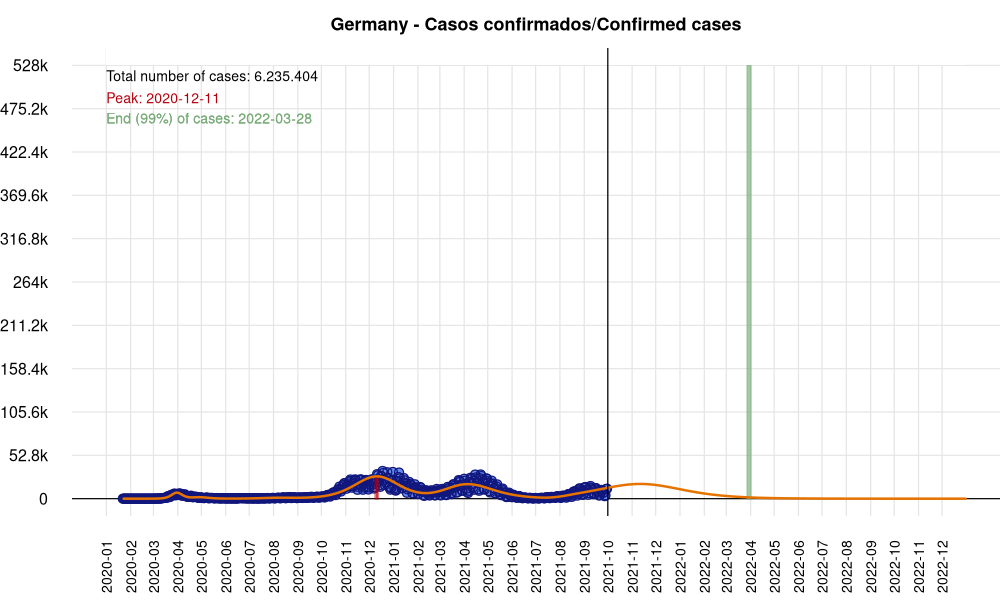 Germany - Casos confirmados/Confirmed cases
Total number of cases: 6.235.404
Peak: 2020-12-11
End (99%) of cases: 2022-03-28
528k
475.2k
422.4k
369.6k
316.8k
264k
211.2k
158.4k
105.6k
52.8k
0
2020-01
2020-02
2020-03
2020-04
2020-05
2020-06
2020-07
2020-08
2020-09
2020-10
2020-11
2020-12
2021-01
2021-02
2021-03
2021-04
2021-05
2021-06
2021-07
2021-08
2021-09
2021-10
2021-11
2021-12
2022-01
2022-02
2022-03
2022-04
2022-05
2022-06
2022-07
2022-08
2022-09
2022-10
2022-11
2022-12